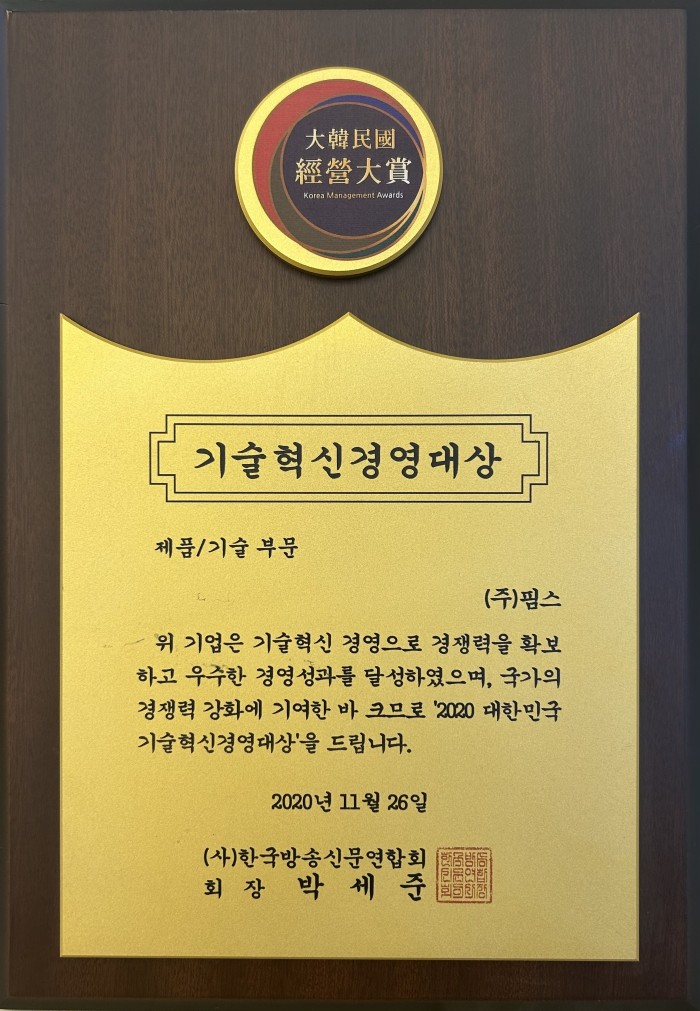 大韓民國
經營大賞
Korea Management Awards
기술혁신경영대상
제품/기술 부문
(주)핌스
위 기업은 기술혁신 경영으로 경쟁력을 확보
하고 우수한 경영성과를 달성하였으며, 국가의
경쟁력 강화에 기여한 바 크므로 '2020 대한민국
기술혁신경영대상'을 드립니다.
2020년 11월 26일
(사)한국방송신문연합회
회 장 박 세 준